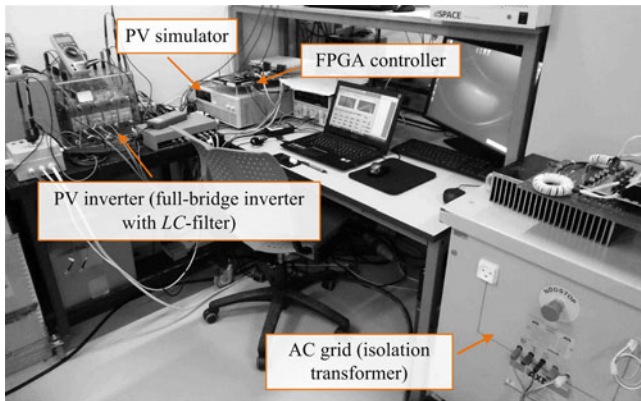 dSPACE
PV simulator
FPGA controller
PV inverter (full-bridge inverter
with LC-filter)
AC grid (isolation
transformer)